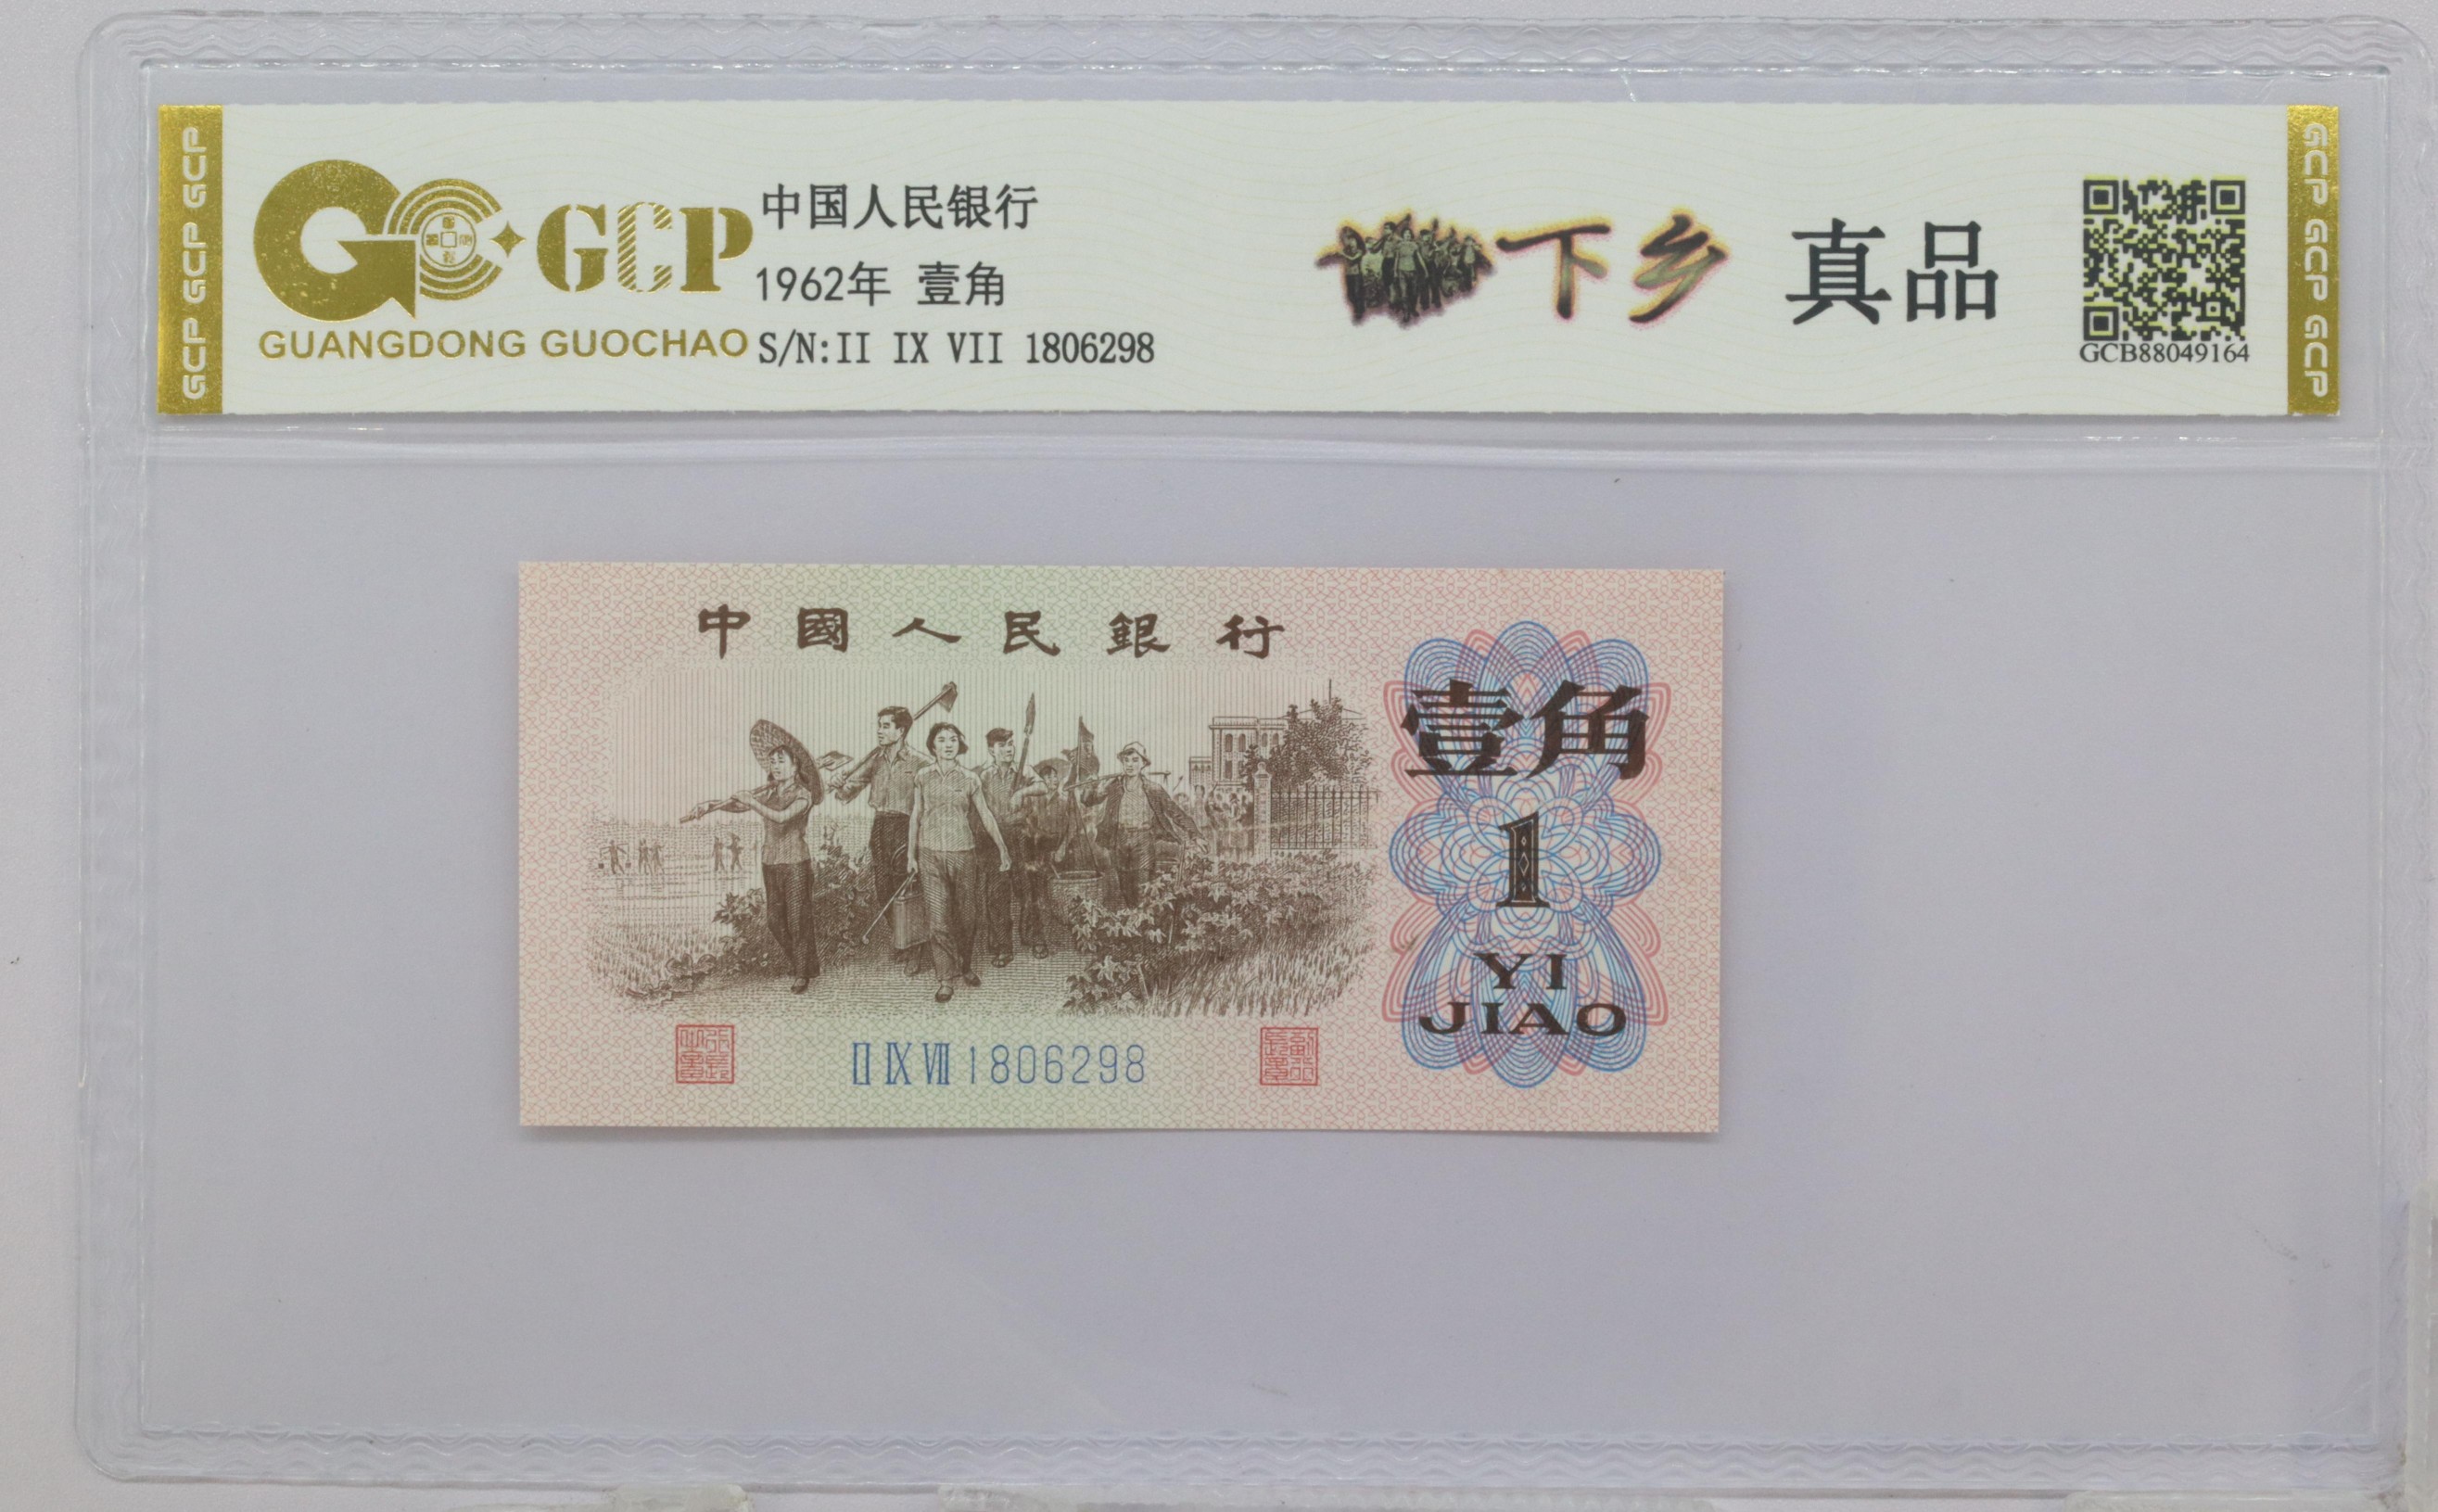 GCP GCP GCP
GCP
GUANGDONG GUOCHAO
中国人民银行
1962年 壹角
S/N:II IX VII 1806298
下乡 真品
GCB88049164
GCP GCP GCP
中國人民銀行
壹角
1
YI
JIAO
II IX VII 1806298